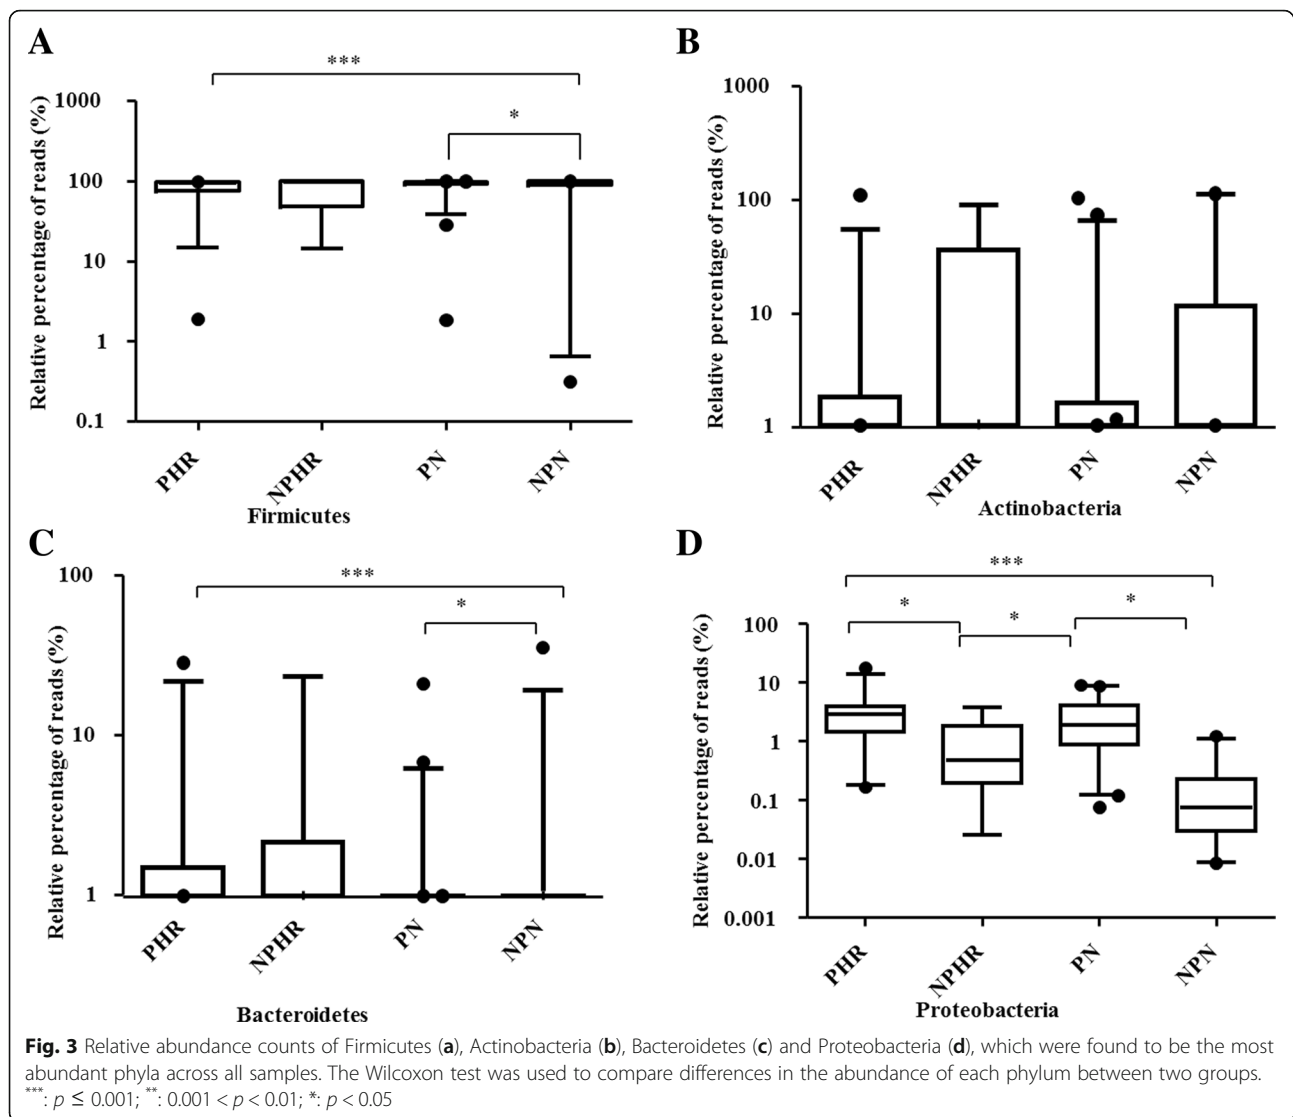 A
***
*
Relative percentage of reads (%)
1000
100
10
1
0.1
PHR
NPHR
PN
NPN
Firmicutes
B
Relative percentage of reads (%)
1000
100
10
1
PHR
NPHR
PN
NPN
Actinobacteria
C
***
*
Relative percentage of reads (%)
100
10
1
PHR
NPHR
PN
NPN
Bacteroidetes
D
***
*
*
*
Relative percentage of reads (%)
100
10
1
0.1
0.01
0.001
PHR
NPHR
PN
NPN
Proteobacteria
Fig. 3 Relative abundance counts of Firmicutes (a), Actinobacteria (b), Bacteroidetes (c) and Proteobacteria (d), which were found to be the most
abundant phyla across all samples. The Wilcoxon test was used to compare differences in the abundance of each phylum between two groups.
***: p ≤ 0.001; **: 0.001 < p < 0.01; *: p < 0.05